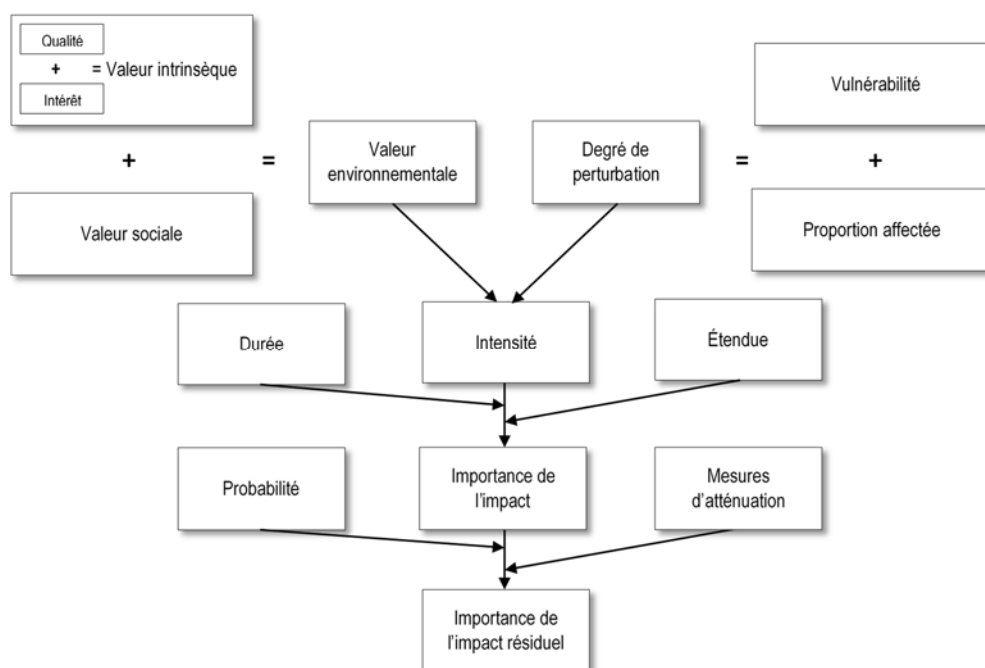 Qualité
+ = Valeur intrinsèque
Intérêt
+
Valeur sociale
=
Valeur
environnementale
Degré de
perturbation
=
Vulnérabilité
+
Proportion affectée
Durée
Intensité
Étendue
Probabilité
Importance de
l'impact
Mesures
d'atténuation
Importance de
l'impact résiduel